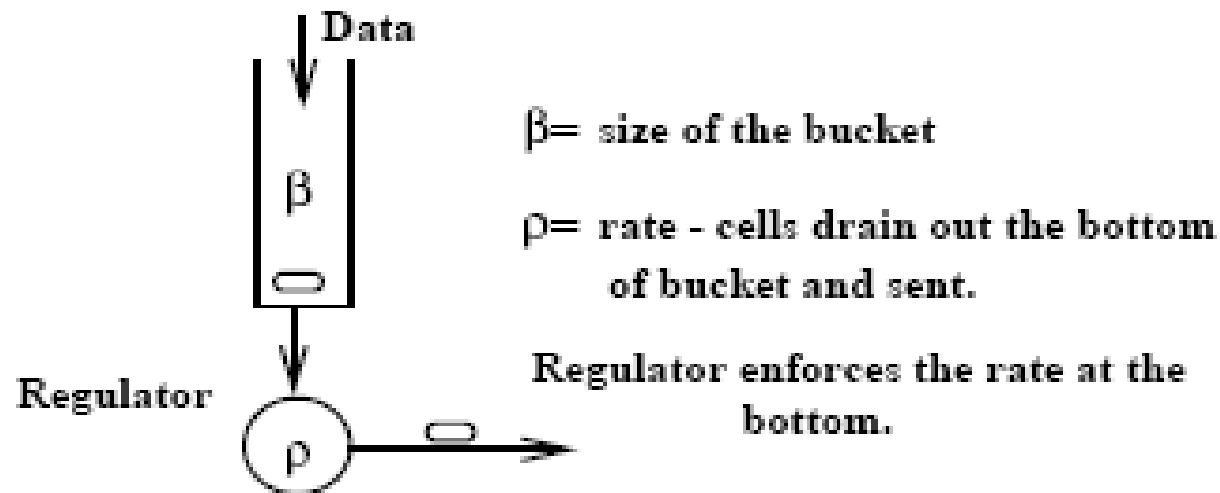 Data
β
β= size of the bucket
ρ= rate - cells drain out the bottom
of bucket and sent.
Regulator enforces the rate at the
bottom.
Regulator
ρ